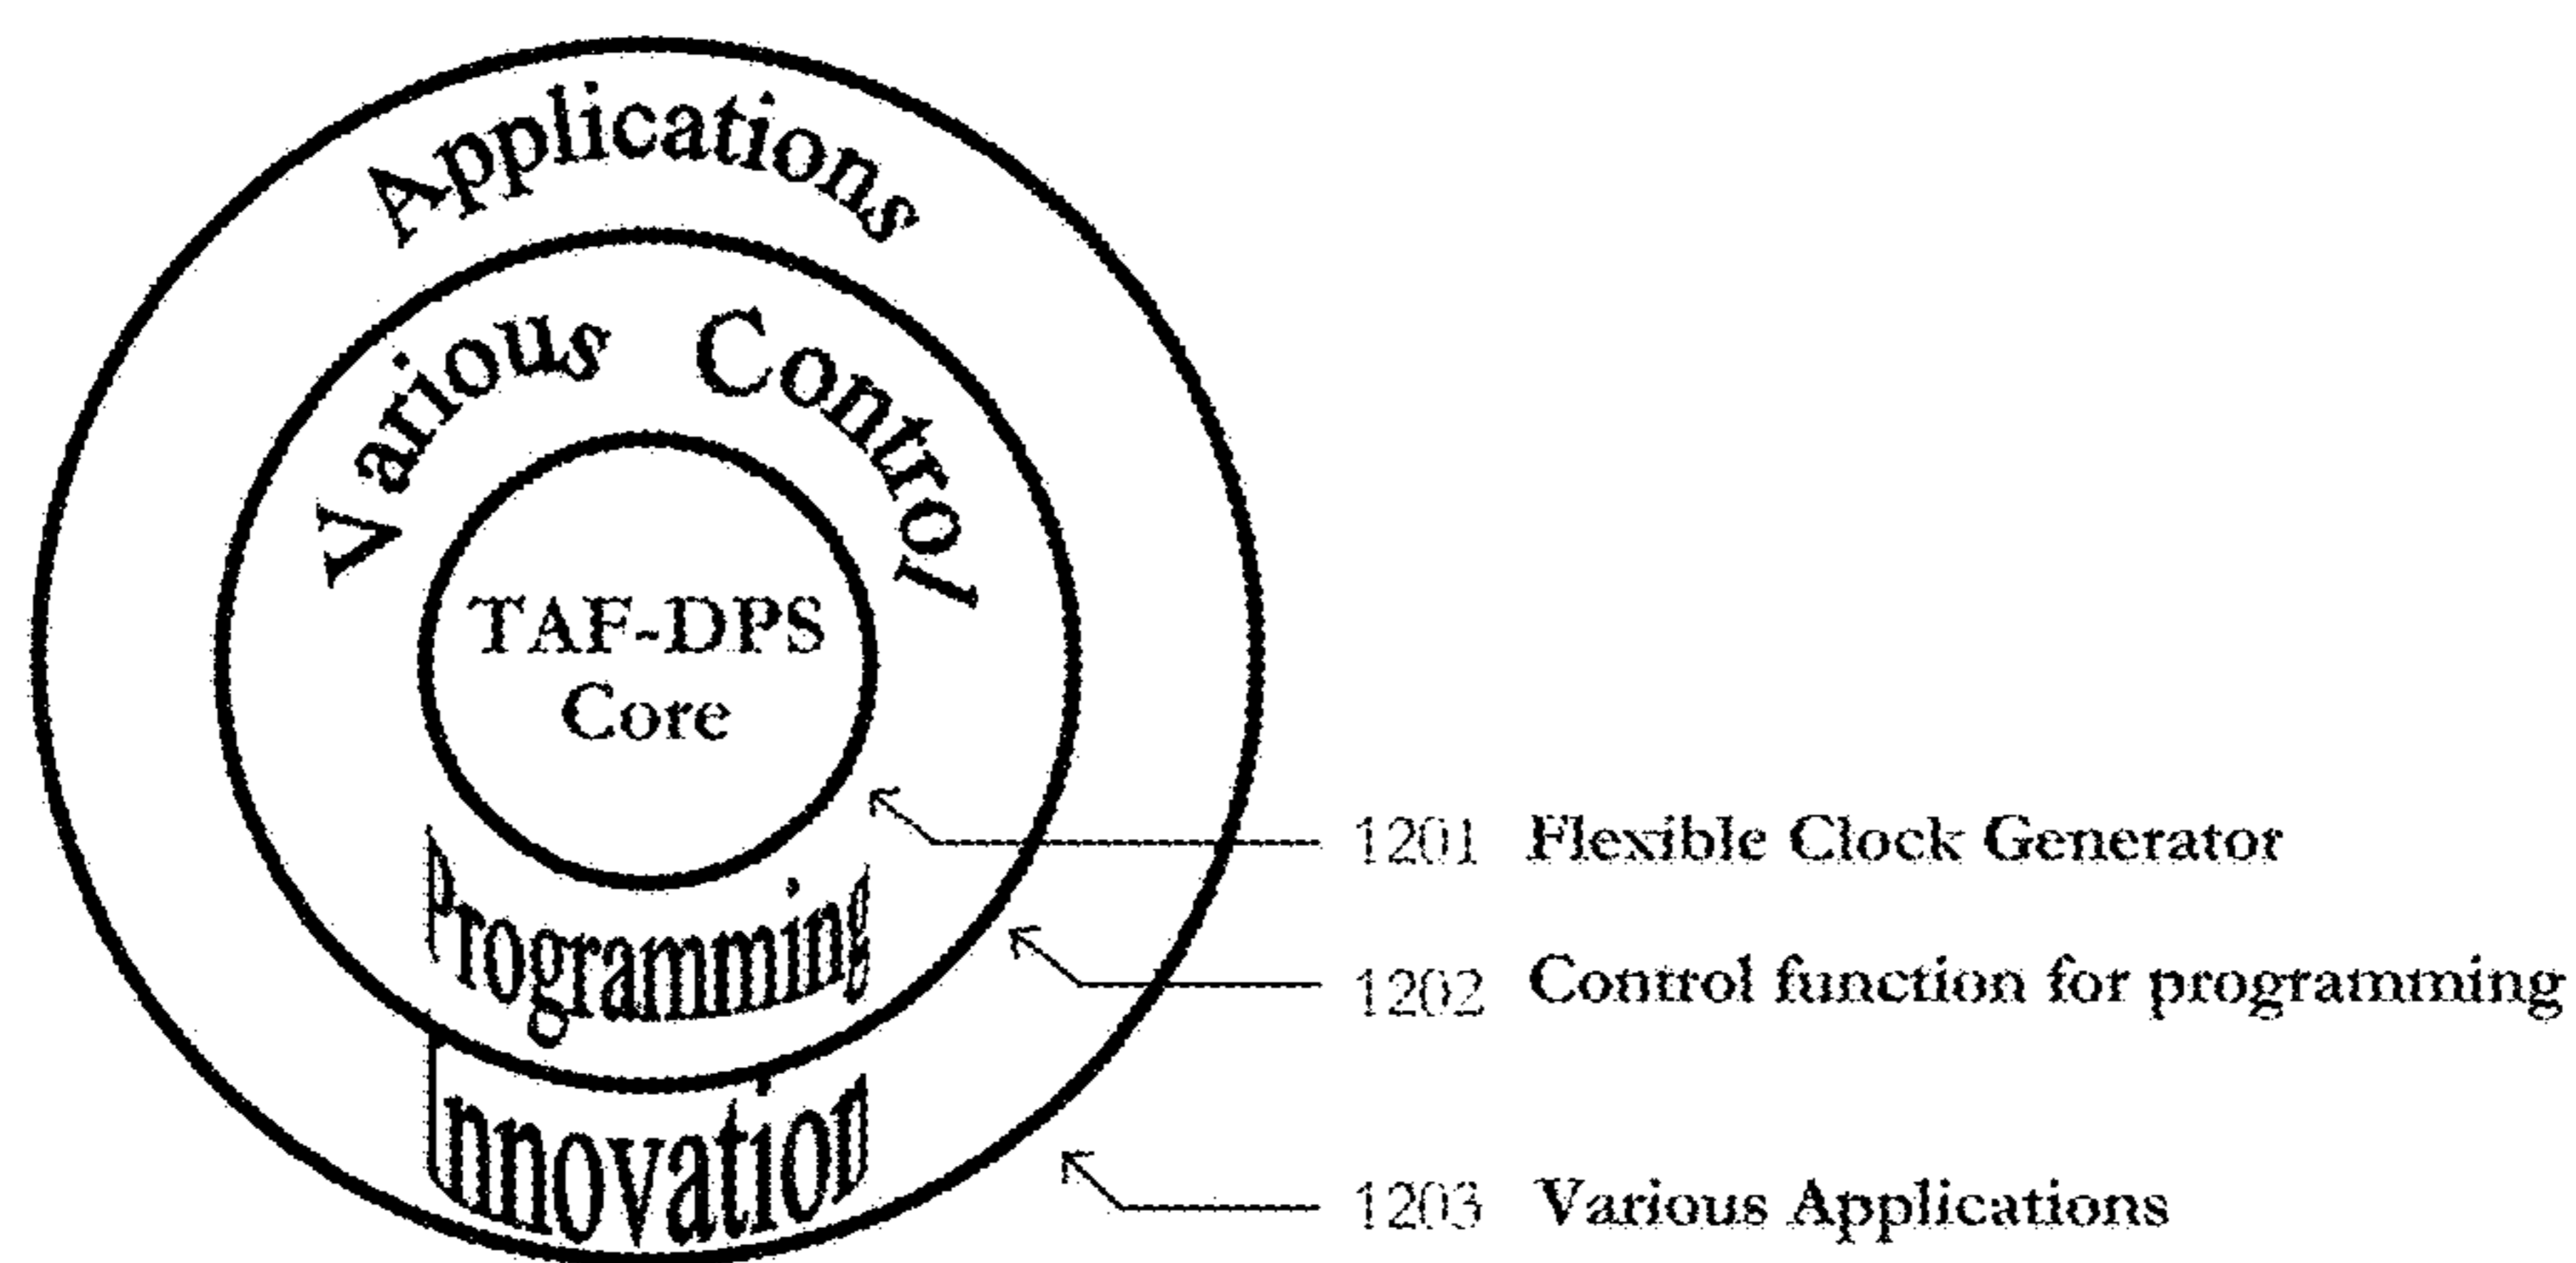 Applications
Various Control
TAF-DPS
Core
Programming
Innovation
1201 Flexible Clock Generator
1202 Control function for programming
1203 Various Applications